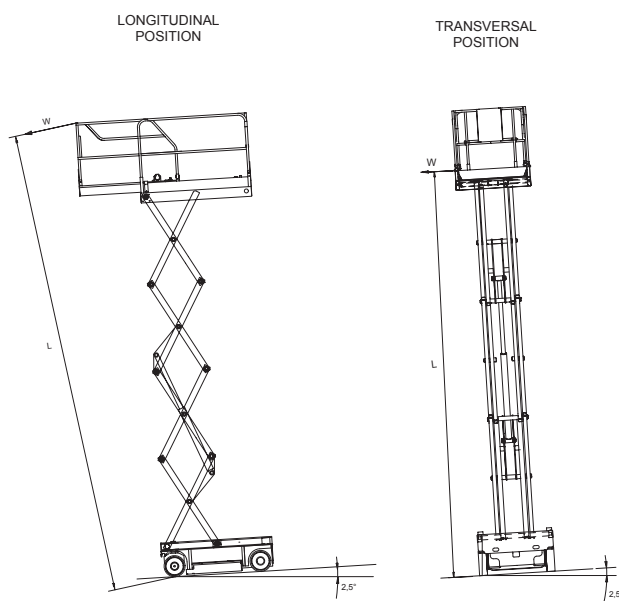 LONGITUDINAL
POSITION
TRANSVERSAL
POSITION
W
W
L
L
2,5°
2,5